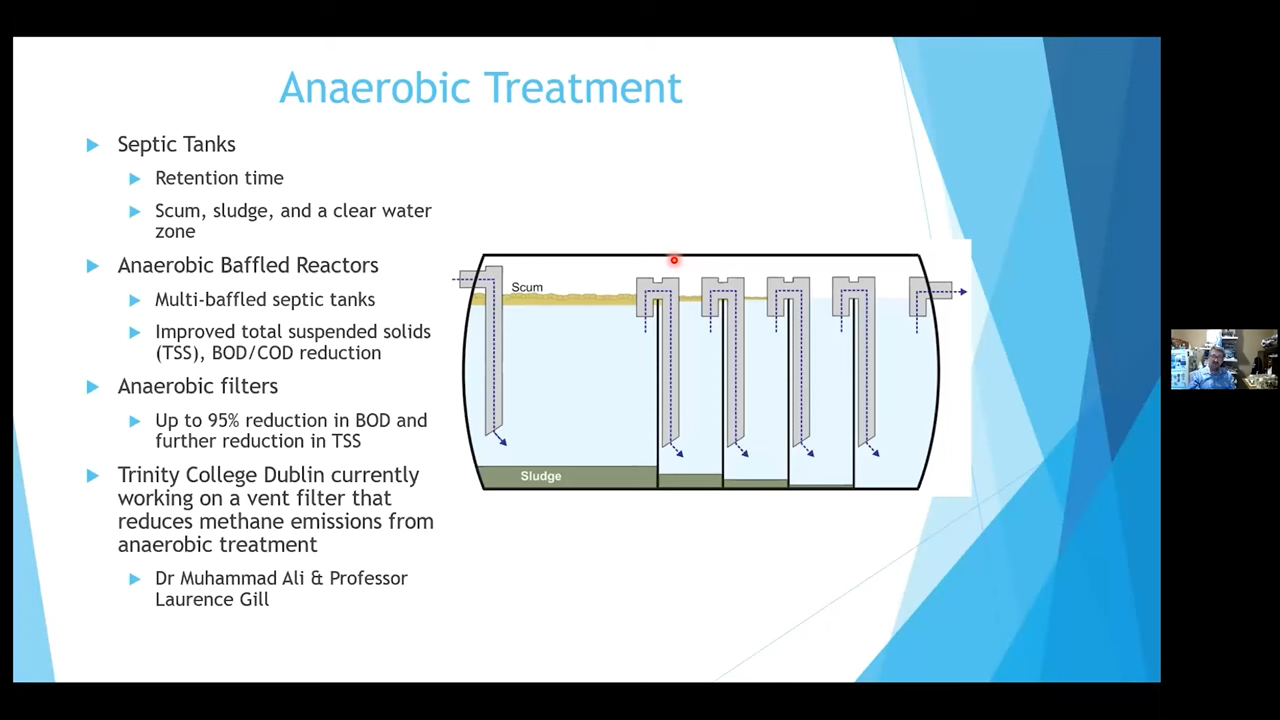 Anaerobic Treatment
Septic Tanks
Retention time
Scum, sludge, and a clear water
zone
Anaerobic Baffled Reactors
Multi-baffled septic tanks
Improved total suspended solids
(TSS), BOD/COD reduction
Anaerobic filters
Up to 95% reduction in BOD and
further reduction in TSS
Trinity College Dublin currently
working on a vent filter that
reduces methane emissions from
anaerobic treatment
Dr Muhammad Ali & Professor
Laurence Gill
Scum
Sludge